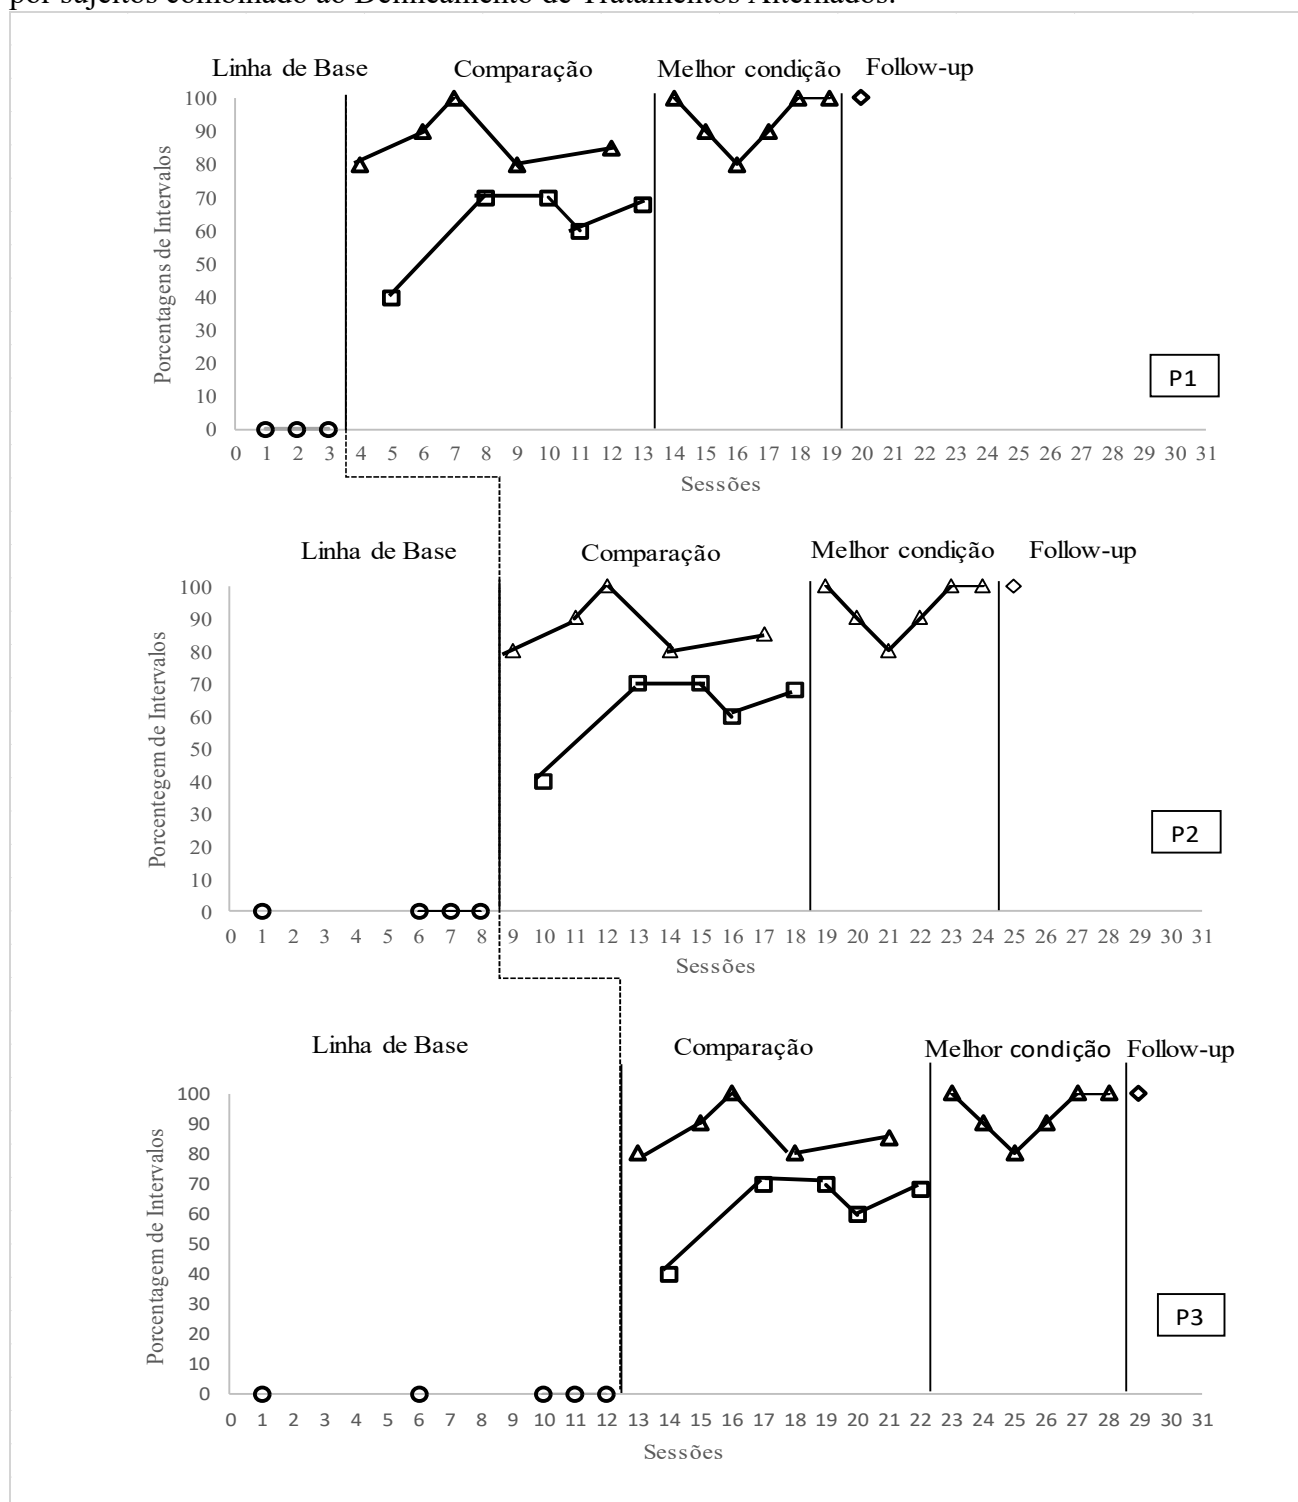 por sujeitos combinado ao Delineamento de Tratamentos Alternados.
Linha de Base Comparação Melhor condição Follow-up
Porcentagens de Intervalos
100
90
80
70
60
50
40
30
20
10
0
P1
0 1 2 3 4 5 6 7 8 9 10 11 12 13 14 15 16 17 18 19 20 21 22 23 24 25 26 27 28 29 30 31
Sessões
Linha de Base Comparação Melhor condição Follow-up
Porcentegem de Intervalos
100
90
80
70
60
50
40
30
20
10
0
P2
0 1 2 3 4 5 6 7 8 9 10 11 12 13 14 15 16 17 18 19 20 21 22 23 24 25 26 27 28 29 30 31
Sessões
Linha de Base Comparação Melhor condição Follow-up
Porcentagem de Intervalos
100
90
80
70
60
50
40
30
20
10
0
P3
0 1 2 3 4 5 6 7 8 9 10 11 12 13 14 15 16 17 18 19 20 21 22 23 24 25 26 27 28 29 30 31
Sessões